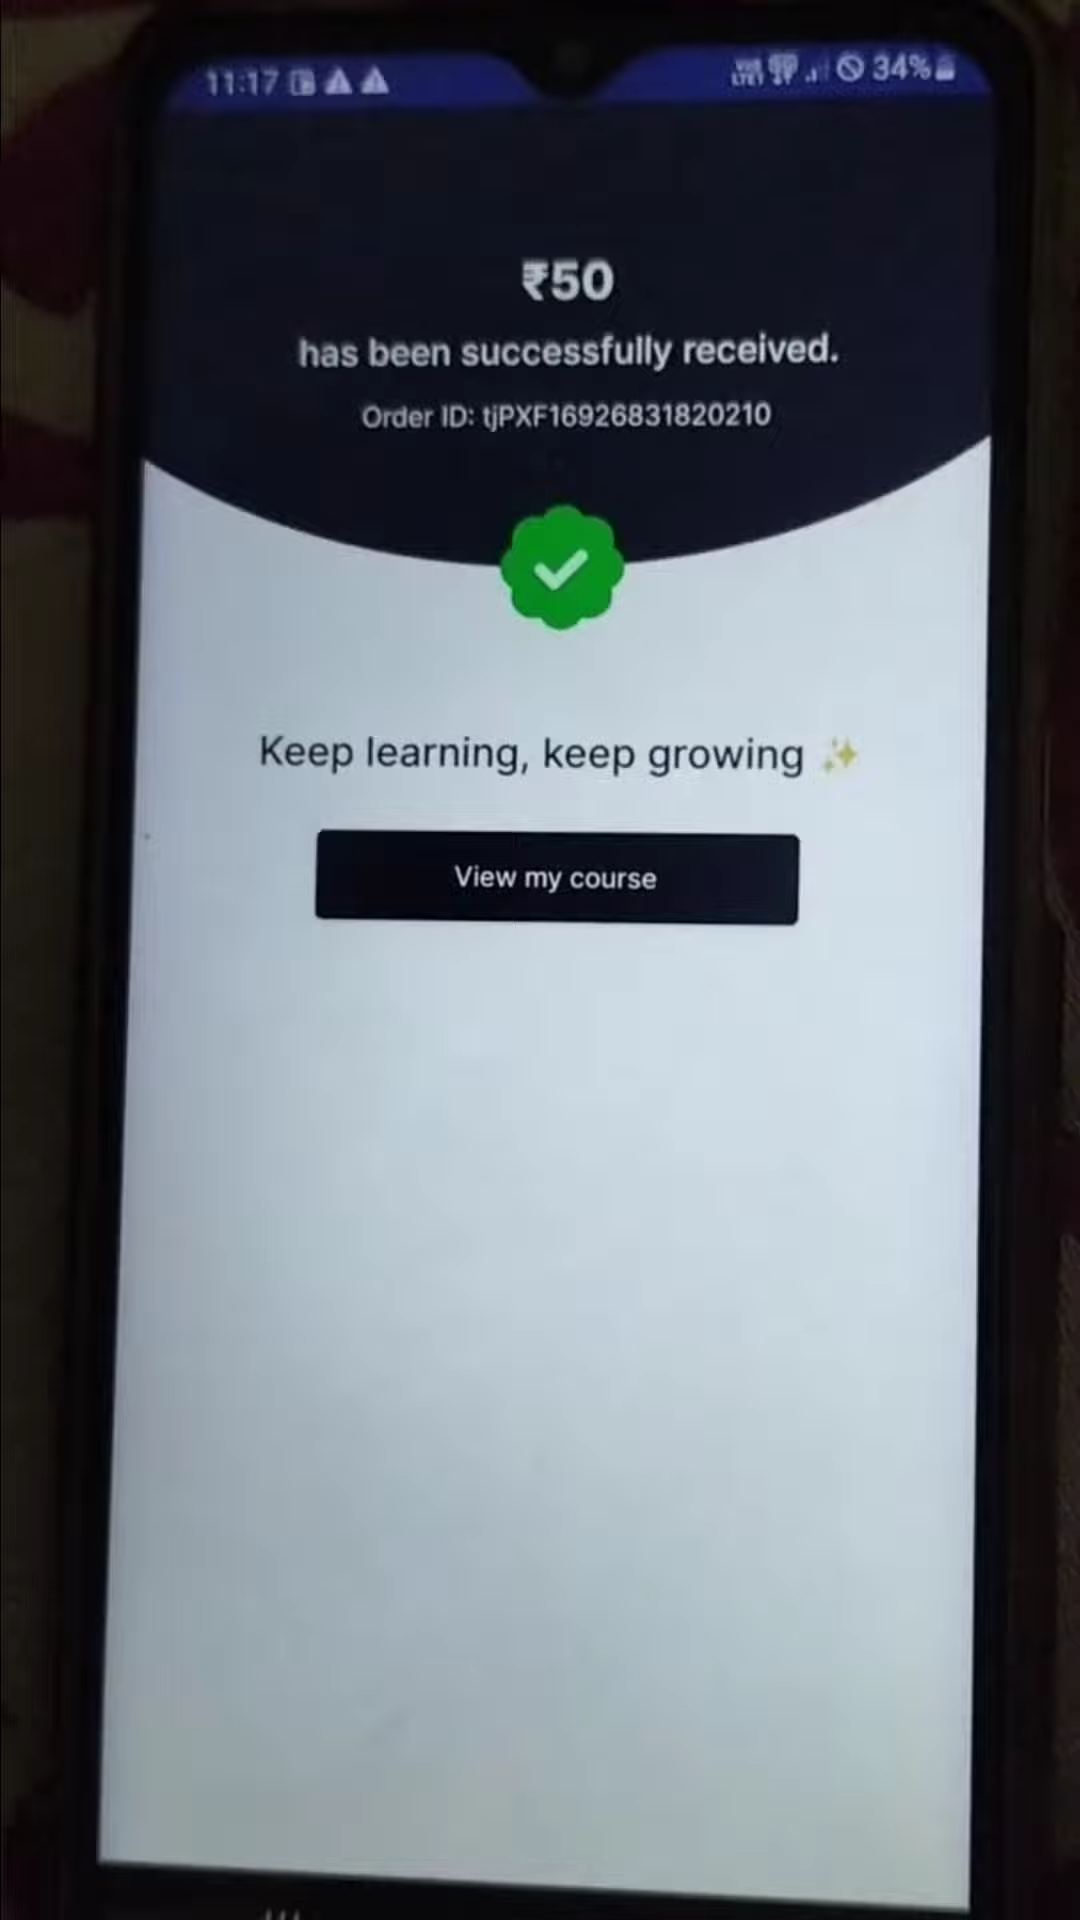 11:17 34%
₹50
has been successfully received.
Order ID: tjPXF16926831820210
Keep learning, keep growing ✨
View my course